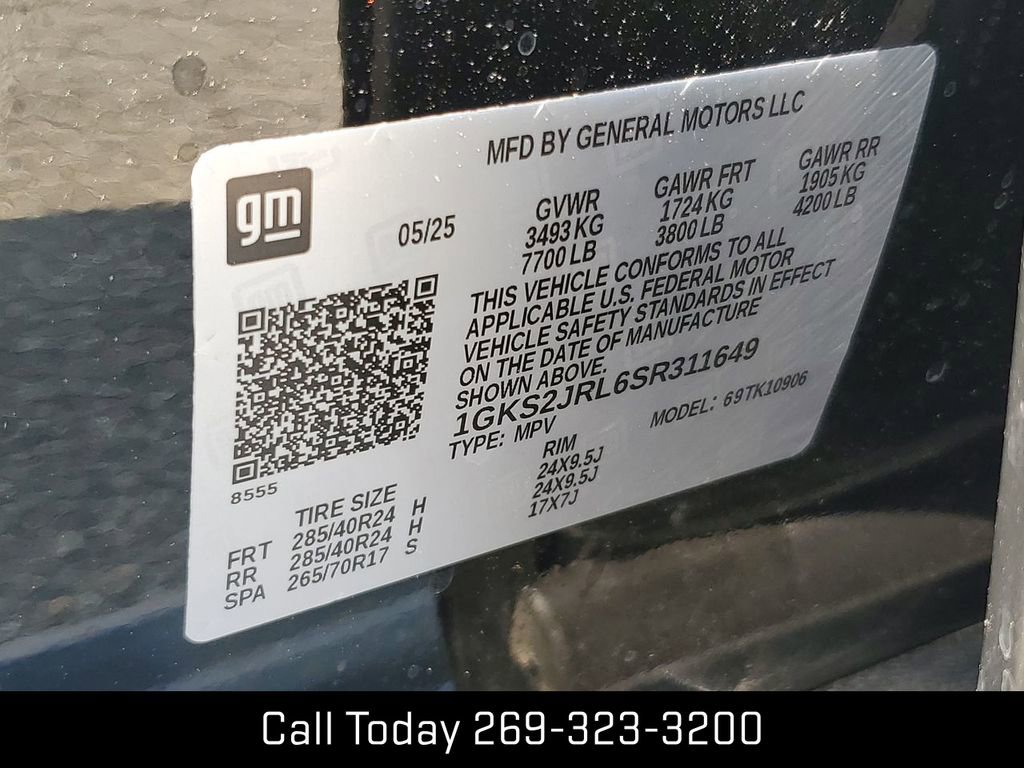 MFD BY GENERAL MOTORS LLC
gm
05/25
GVWR
3493 KG
7700 LB
GAWR FRT
1724 KG
3800 LB
GAWR RR
1905 KG
4200 LB
THIS VEHICLE CONFORMS TO ALL
APPLICABLE U.S. FEDERAL MOTOR
VEHICLE SAFETY STANDARDS IN EFFECT
ON THE DATE OF MANUFACTURE
SHOWN ABOVE.
1GKS2JRL6SR311649
TYPE: MPV
MODEL: 69TK10906
8555
TIRE SIZE
RIM
FRT 285/40R24 H 24X9.5J
RR 285/40R24 H 24X9.5J
SPA 265/70R17 S 17X7J
Call Today 269-323-3200